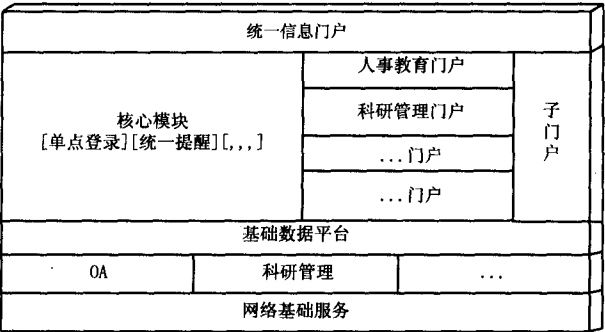 统一信息门户
人事教育门户
核心模块
[单点登录][统一提醒][,,,]
科研管理门户
...门户
...门户
子门户
基础数据平台
OA
科研管理
...
网络基础服务